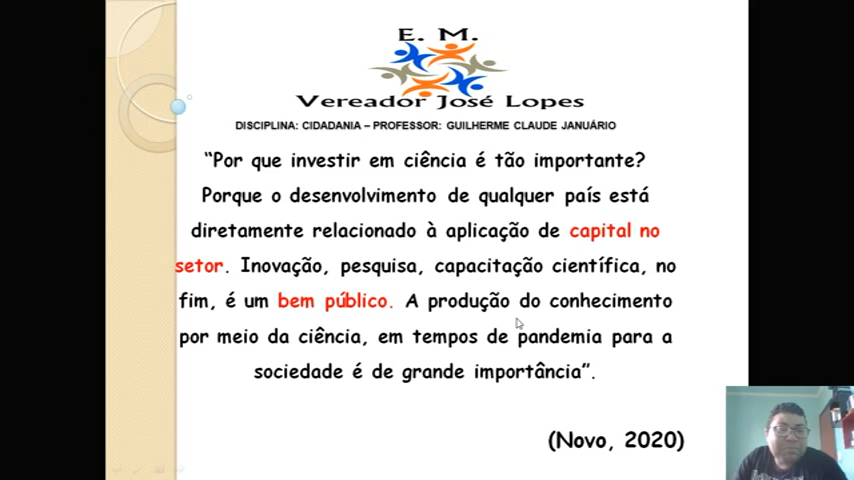 E. M.
Vereador José Lopes
DISCIPLINA: CIDADANIA – PROFESSOR: GUILHERME CLAUDE JANUÁRIO
“Por que investir em ciência é tão importante?
Porque o desenvolvimento de qualquer país está
diretamente relacionado à aplicação de capital no
setor. Inovação, pesquisa, capacitação científica, no
fim, é um bem público. A produção do conhecimento
por meio da ciência, em tempos de pandemia para a
sociedade é de grande importância”.
(Novo, 2020)